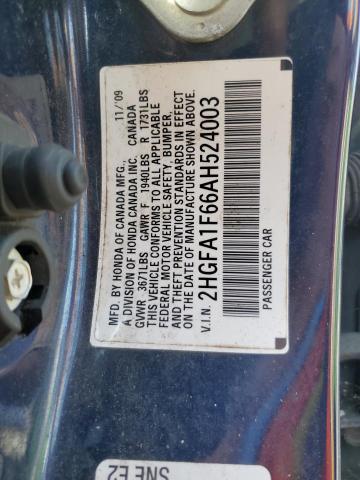 MFD. BY HONDA OF CANADA MFG.,
A DIVISION OF HONDA CANADA INC. CANADA 11/'09
GVWR 3671LBS GAWR F 1940LBS R 1731LBS
THIS VEHICLE CONFORMS TO ALL APPLICABLE
FEDERAL MOTOR VEHICLE SAFETY, BUMPER,
AND THEFT PREVENTION STANDARDS IN EFFECT
ON THE DATE OF MANUFACTURE SHOWN ABOVE.
V.I.N. 2HGFA1F66AH524003
PASSENGER CAR
SNE E2